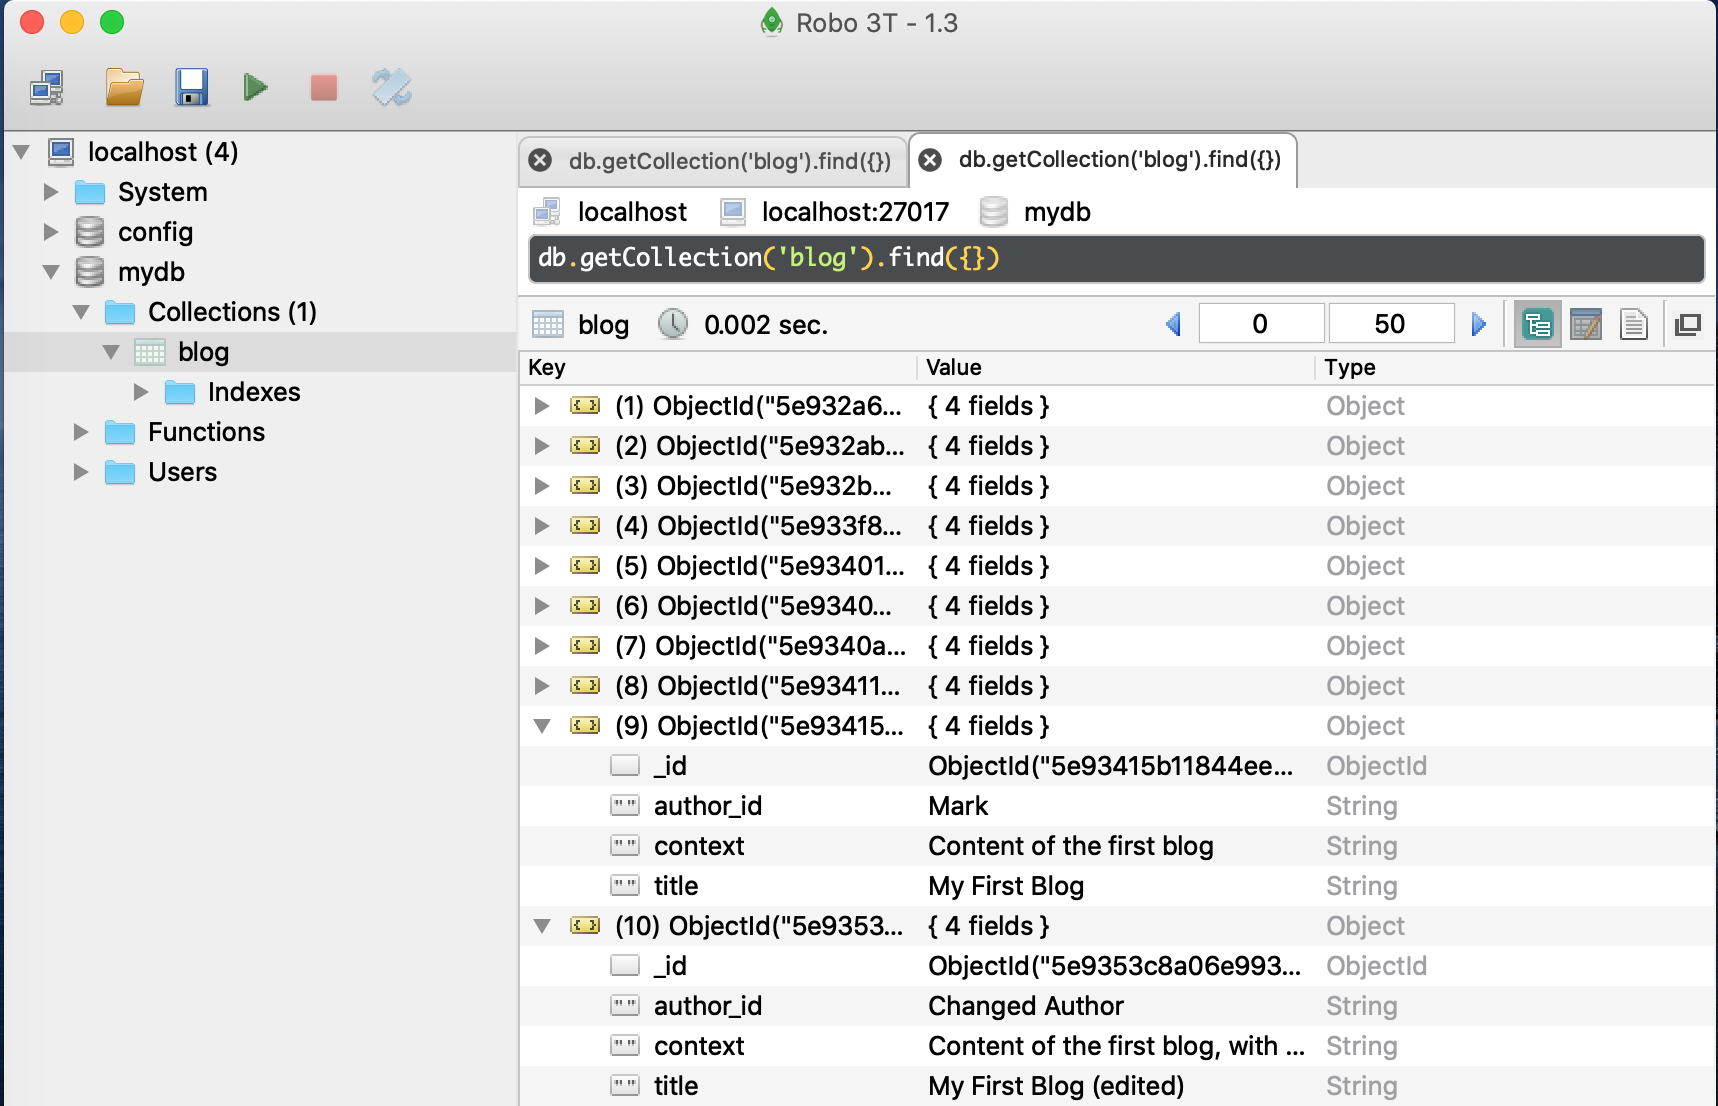 Robo 3T - 1.3
localhost (4)
System
config
mydb
Collections (1)
blog
Indexes
Functions
Users
db.getCollection('blog').find({})
db.getCollection('blog').find({})
localhost localhost:27017 mydb
db.getCollection('blog').find({})
blog 0.002 sec. 0 50
Key Value Type
(1) ObjectId("5e932a6... { 4 fields } Object
(2) ObjectId("5e932ab... { 4 fields } Object
(3) ObjectId("5e932b... { 4 fields } Object
(4) ObjectId("5e933f8... { 4 fields } Object
(5) ObjectId("5e93401... { 4 fields } Object
(6) ObjectId("5e9340... { 4 fields } Object
(7) ObjectId("5e9340a... { 4 fields } Object
(8) ObjectId("5e93411... { 4 fields } Object
(9) ObjectId("5e93415... { 4 fields } Object
_id ObjectId("5e93415b11844ee... ObjectId
author_id Mark String
context Content of the first blog String
title My First Blog String
(10) ObjectId("5e9353... { 4 fields } Object
_id ObjectId("5e9353c8a06e993... ObjectId
author_id Changed Author String
context Content of the first blog, with ... String
title My First Blog (edited) String